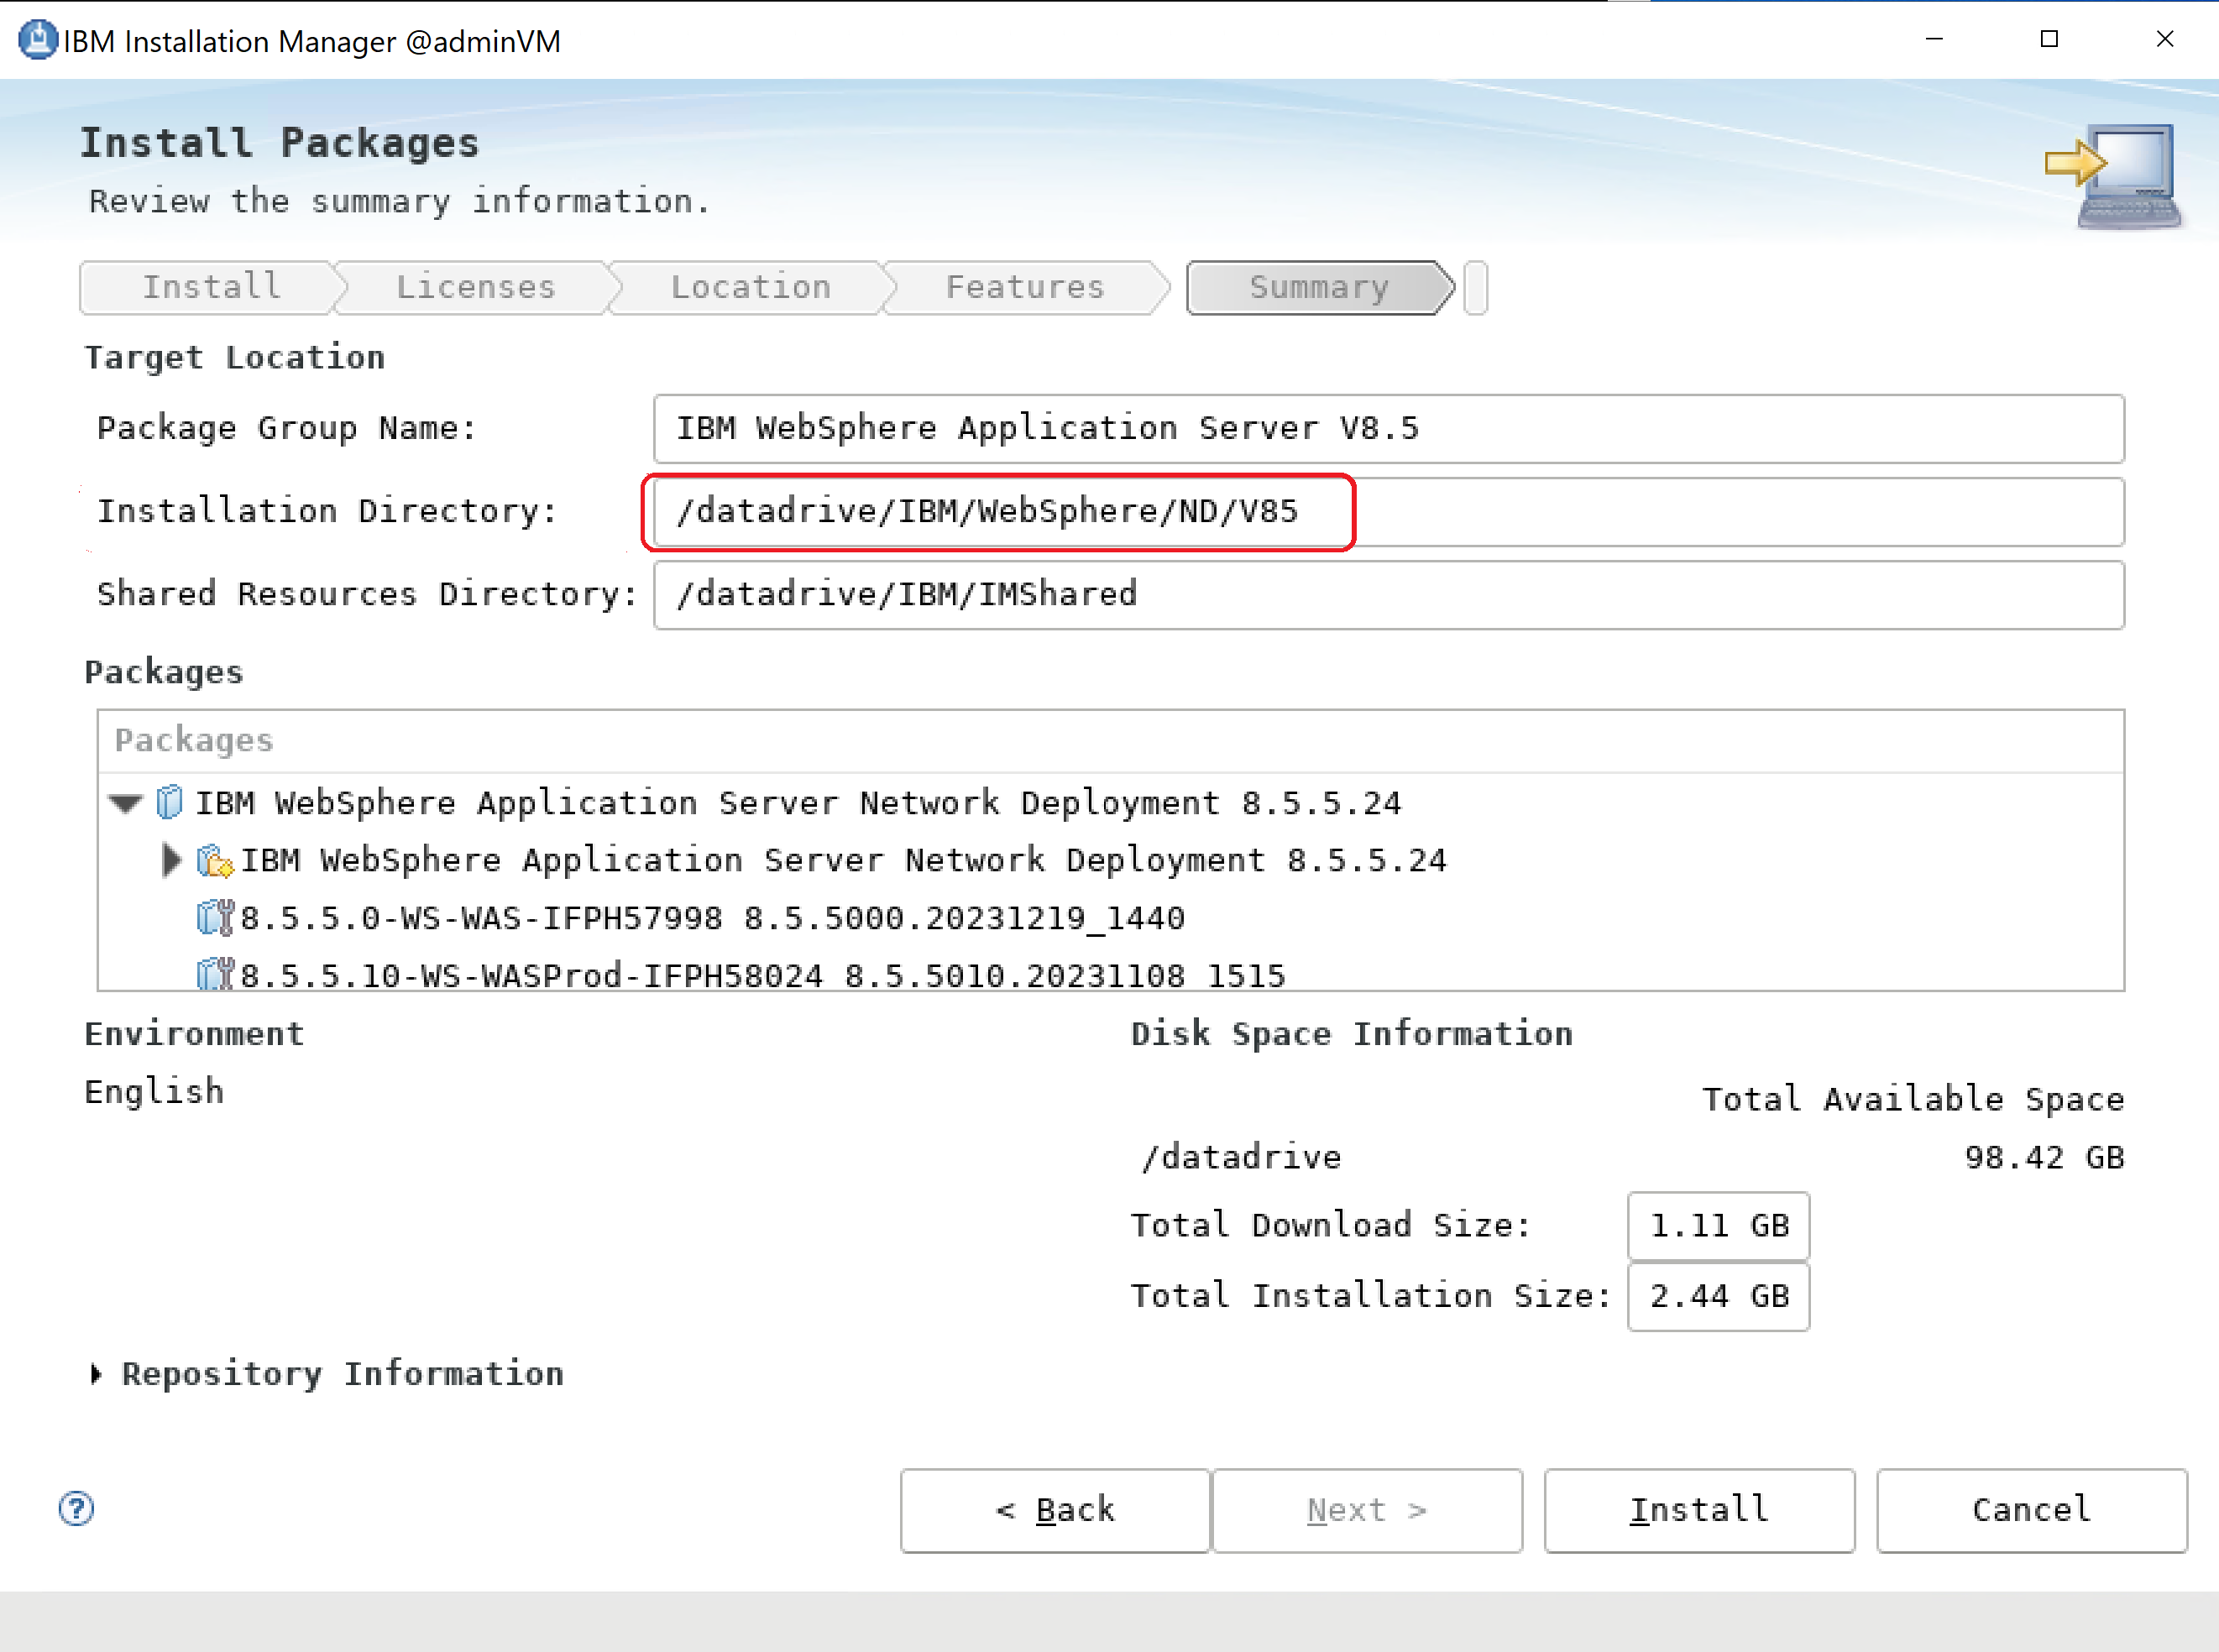 IBM Installation Manager @adminVM
Install Packages
Review the summary information.
Install Licenses Location Features Summary
Target Location
Package Group Name: IBM WebSphere Application Server V8.5
Installation Directory: /datadrive/IBM/WebSphere/ND/V85
Shared Resources Directory: /datadrive/IBM/IMShared
Packages
Packages
IBM WebSphere Application Server Network Deployment 8.5.5.24
IBM WebSphere Application Server Network Deployment 8.5.5.24
8.5.5.0-WS-WAS-IFPH57998 8.5.5000.20231219_1440
8.5.5.10-WS-WASProd-IFPH58024 8.5.5010.20231108_1515
Environment
English
Disk Space Information
Total Available Space
/datadrive 98.42 GB
Total Download Size: 1.11 GB
Total Installation Size: 2.44 GB
Repository Information
? < Back Next > Install Cancel